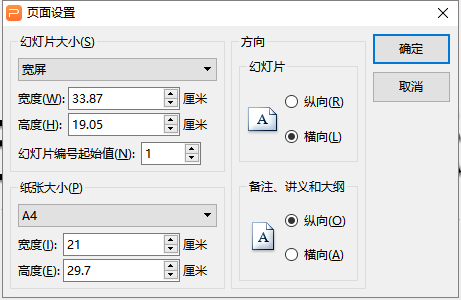 页面设置
幻灯片大小(S)
宽屏
宽度(W): 33.87 厘米
高度(H): 19.05 厘米
幻灯片编号起始值(N): 1
纸张大小(P)
A4
宽度(I): 21 厘米
高度(E): 29.7 厘米
方向
幻灯片
A
纵向(R)
横向(L)
备注、讲义和大纲
A
纵向(O)
横向(A)
确定
取消